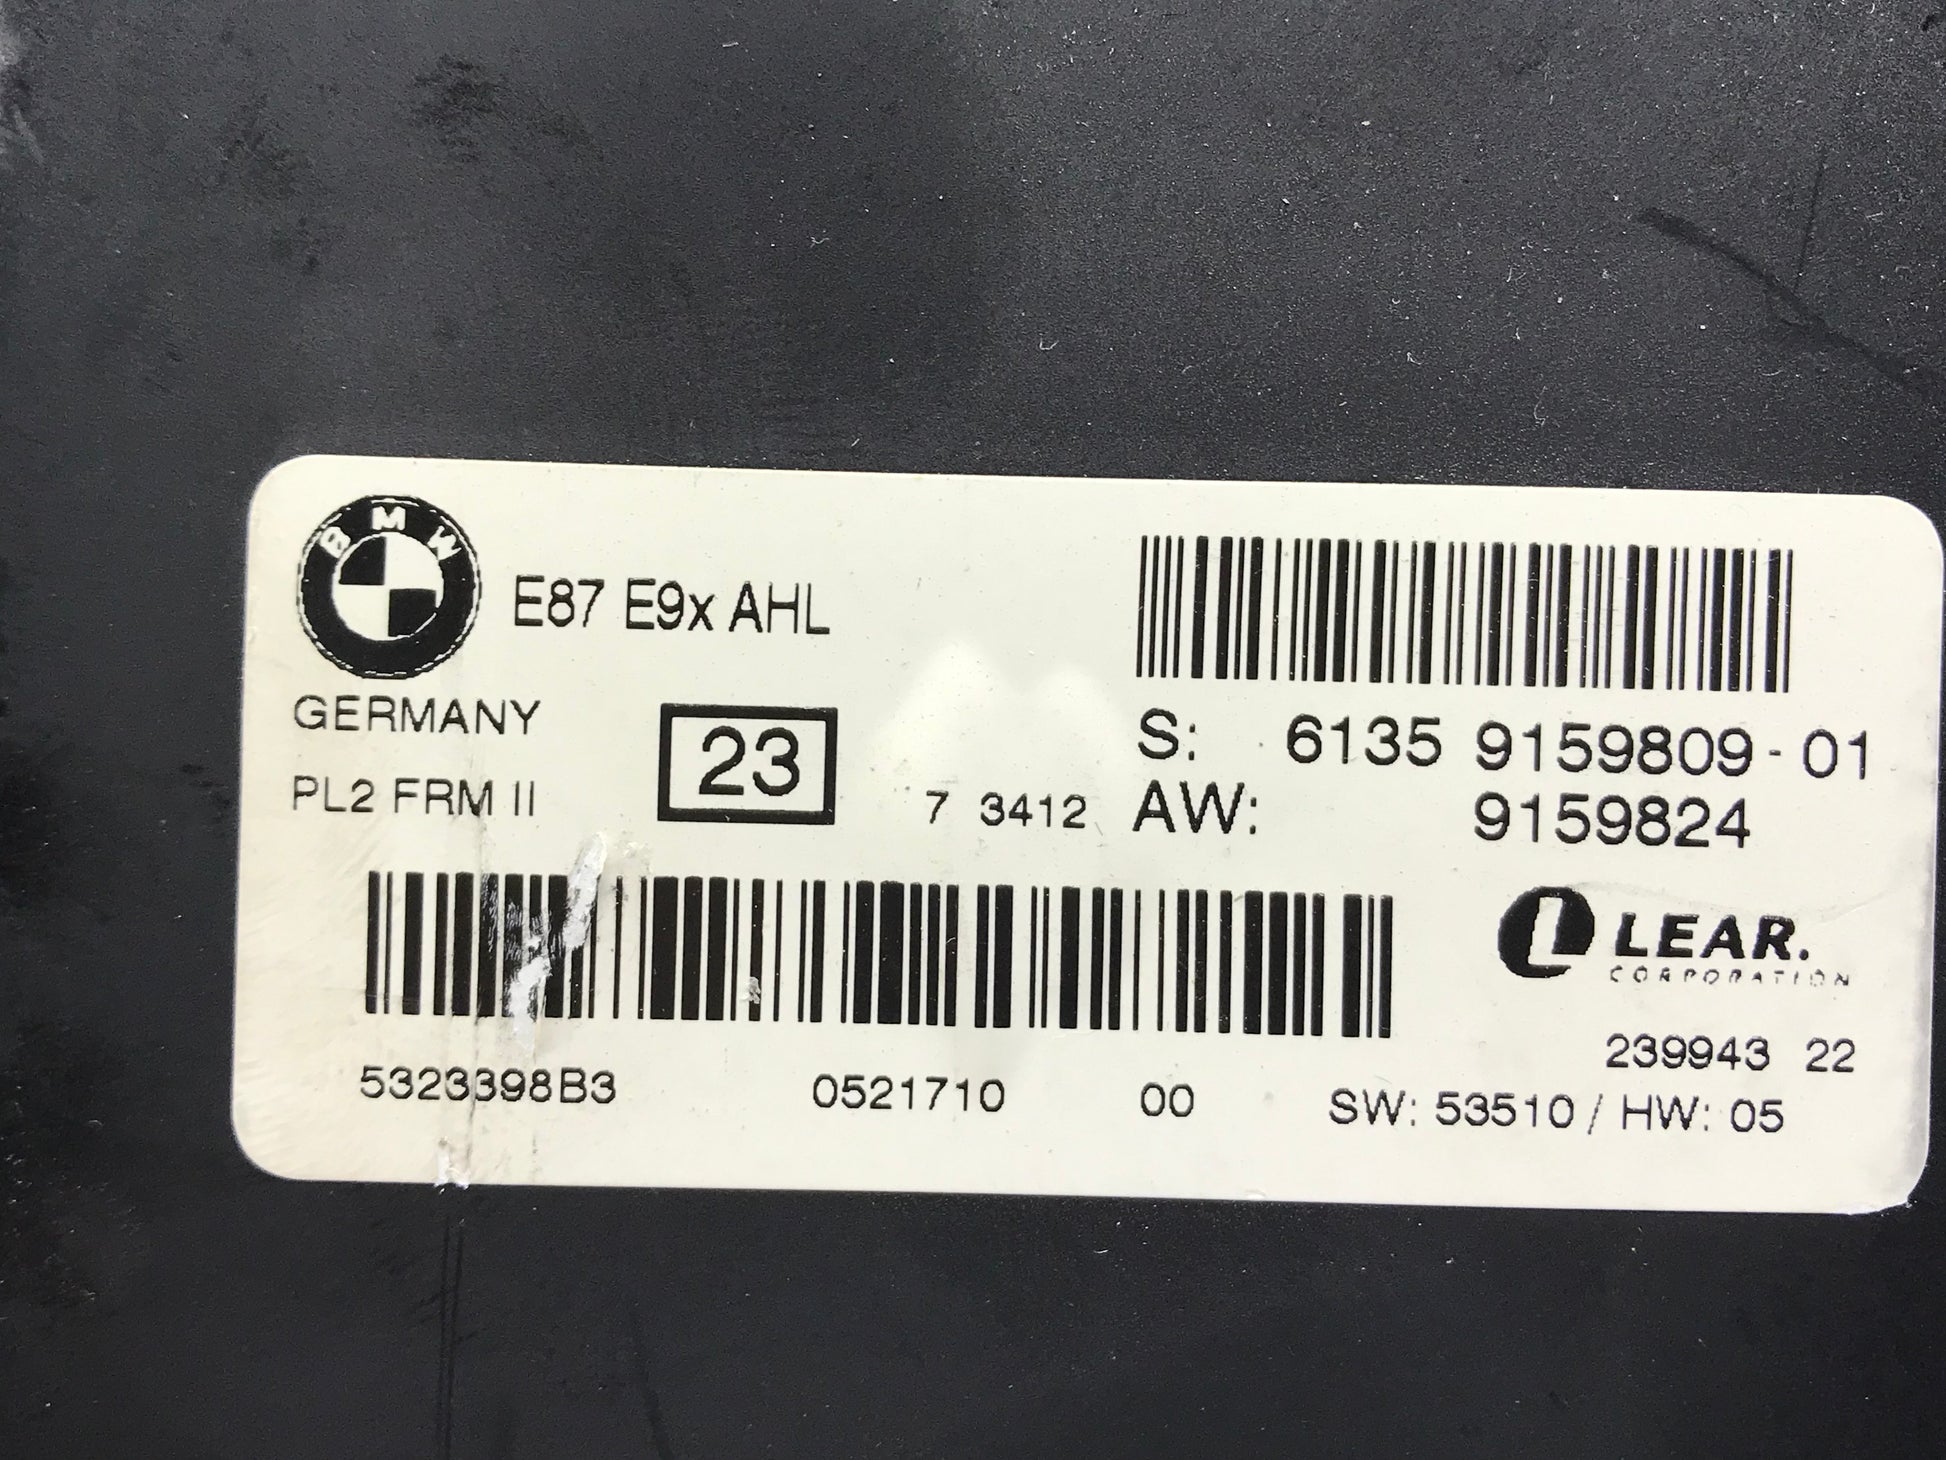 BMW
E87 E9x AHL
GERMANY
23
PL2 FRM II
7 3412
S: 6135 9159809-01
AW: 9159824
LEAR.
CORPORATION
5323398B3 0521710 00
239943 22
SW: 53510 / HW: 05